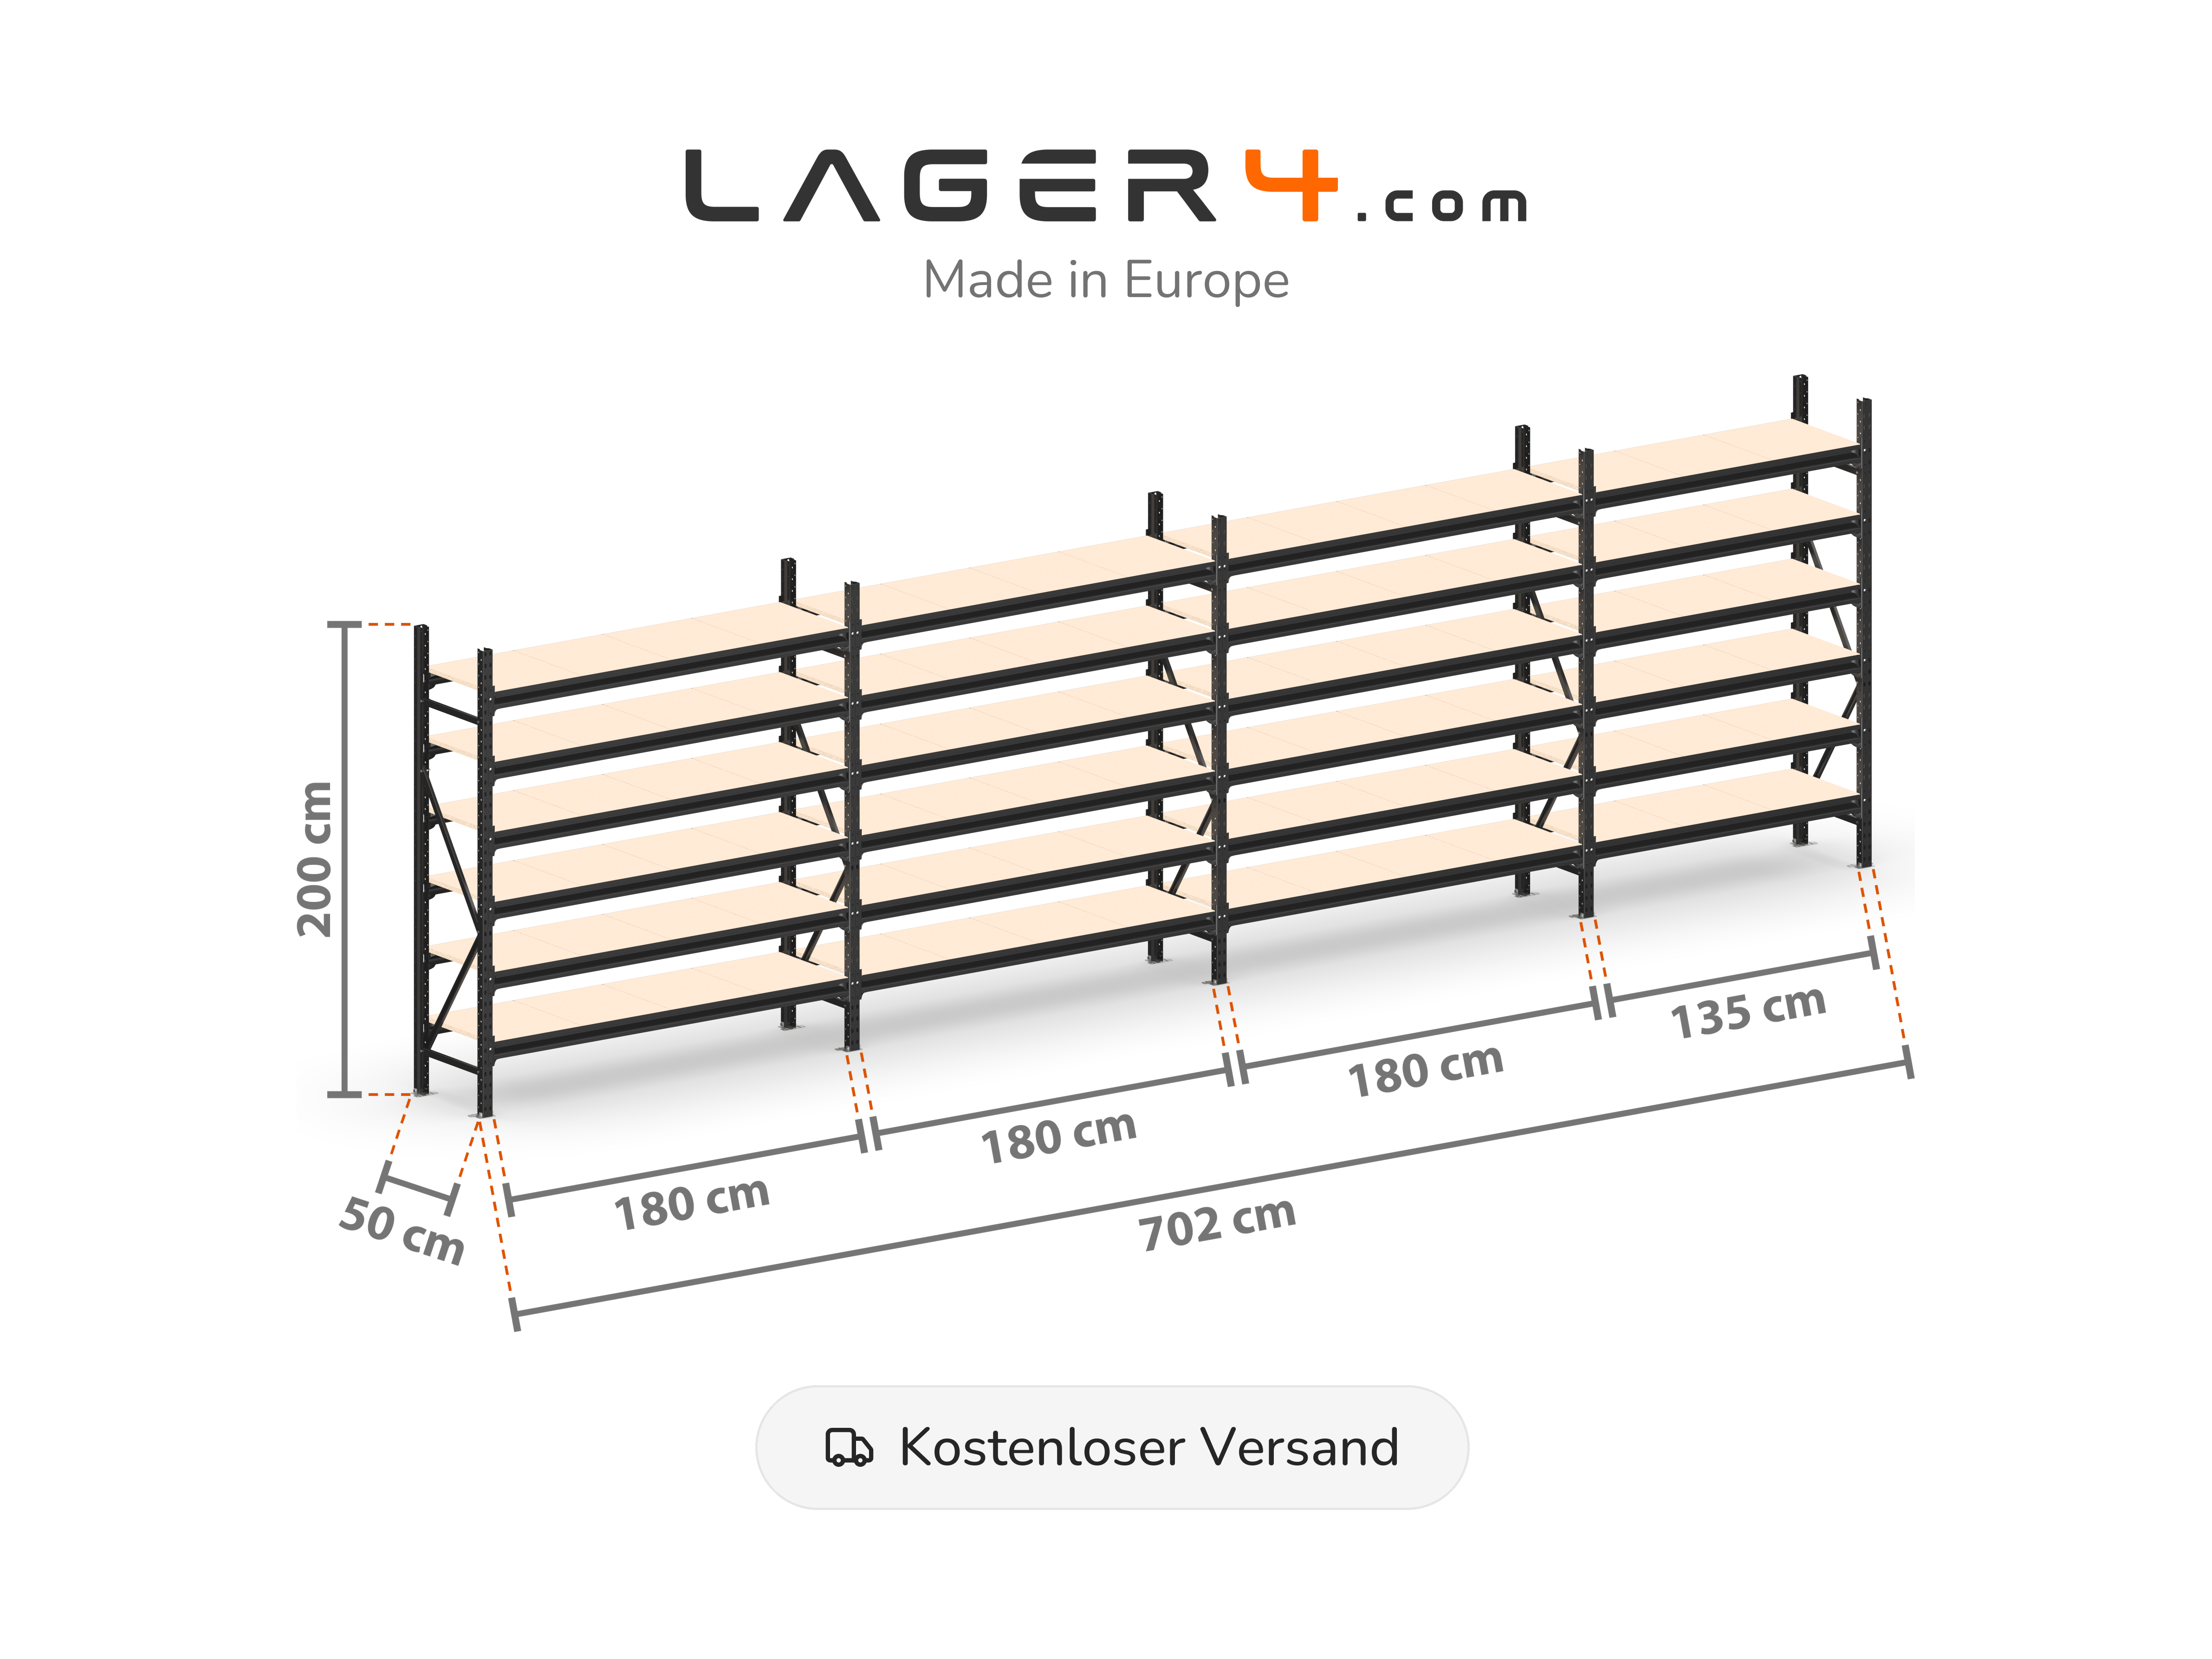 LAGER4.com
Made in Europe
200 cm
50 cm
180 cm
180 cm
180 cm
135 cm
702 cm
Kostenloser Versand